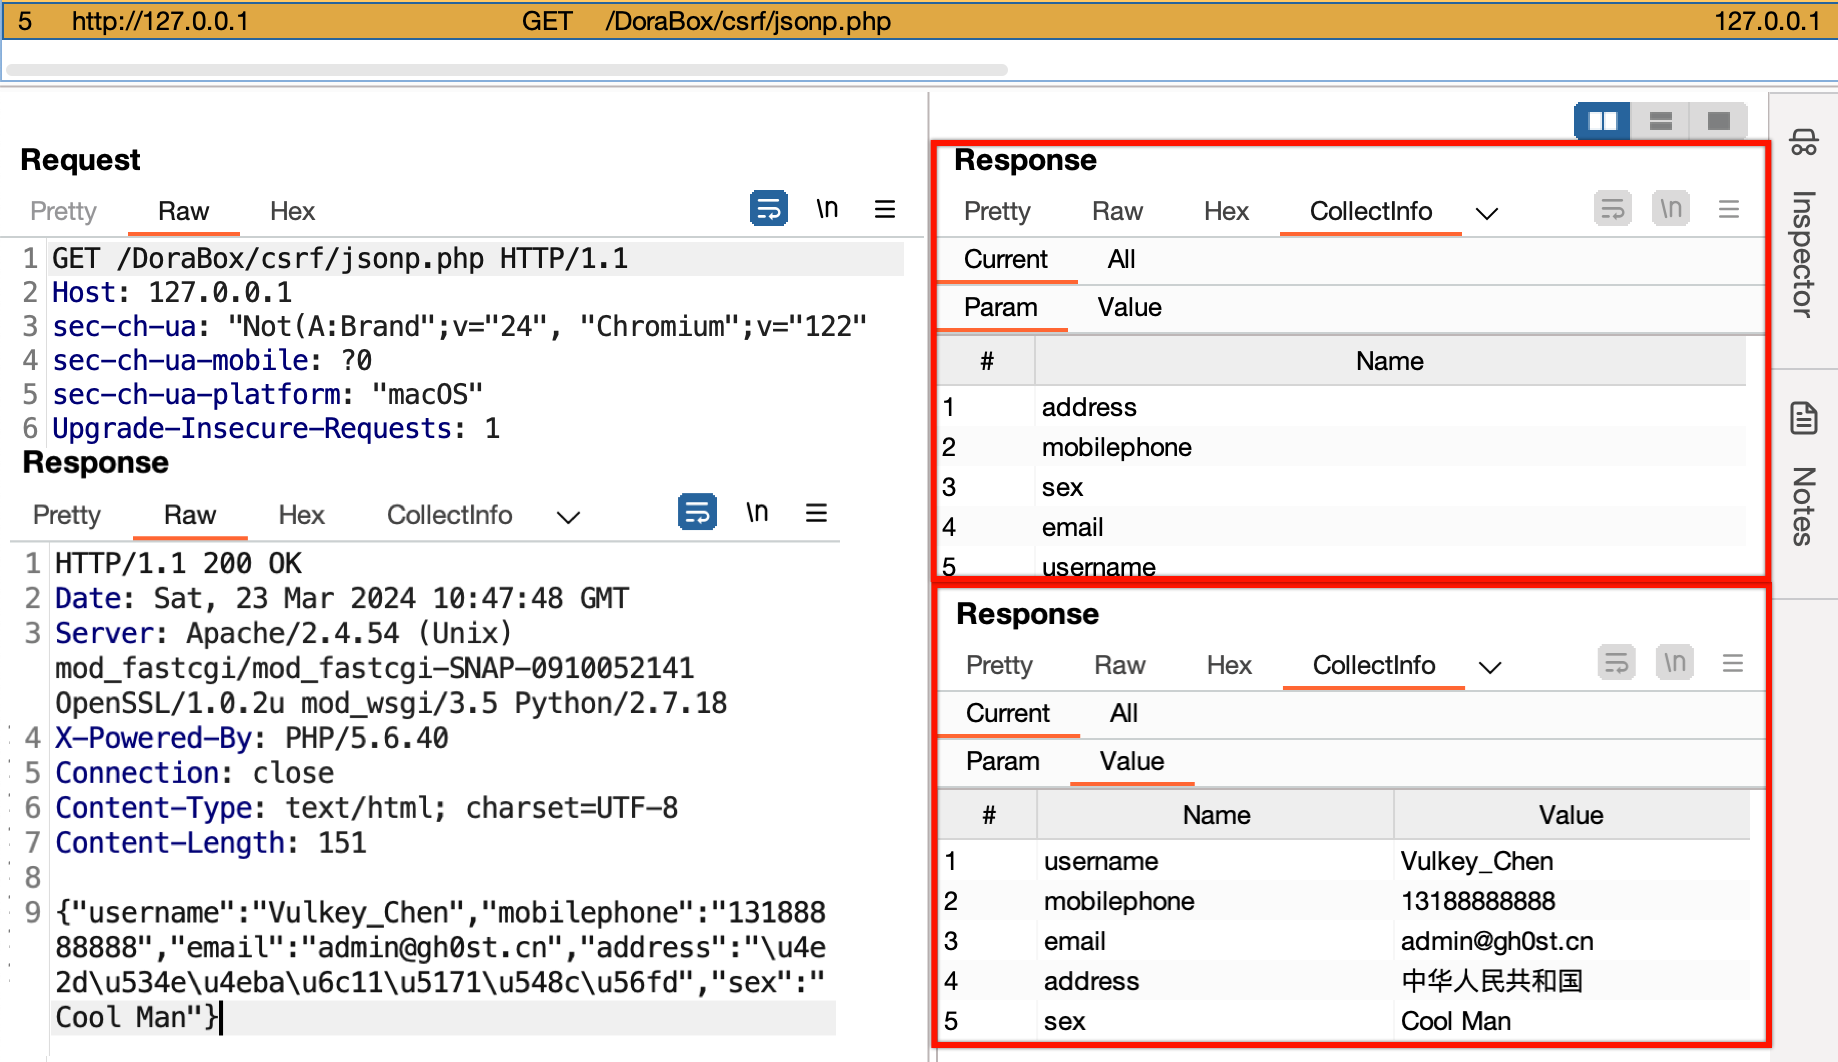 5 http://127.0.0.1 GET /DoraBox/csrf/jsonp.php 127.0.0.1
Request
Pretty Raw Hex \n
1 GET /DoraBox/csrf/jsonp.php HTTP/1.1
2 Host: 127.0.0.1
3 sec-ch-ua: "Not(A:Brand";v="24", "Chromium";v="122"
4 sec-ch-ua-mobile: ?0
5 sec-ch-ua-platform: "macOS"
6 Upgrade-Insecure-Requests: 1
Response
Pretty Raw Hex CollectInfo \n
1 HTTP/1.1 200 OK
2 Date: Sat, 23 Mar 2024 10:47:48 GMT
3 Server: Apache/2.4.54 (Unix)
mod_fastcgi/mod_fastcgi-SNAP-0910052141
OpenSSL/1.0.2u mod_wsgi/3.5 Python/2.7.18
4 X-Powered-By: PHP/5.6.40
5 Connection: close
6 Content-Type: text/html; charset=UTF-8
7 Content-Length: 151
8
9 {"username":"Vulkey_Chen","mobilephone":"131888
88888","email":"admin@gh0st.cn","address":"\u4e
2d\u534e\u4eba\u6c11\u5171\u548c\u56fd","sex":"
Cool Man"}
Response
Pretty Raw Hex CollectInfo \n
Current All
Param Value
# Name
1 address
2 mobilephone
3 sex
4 email
5 username
Response
Pretty Raw Hex CollectInfo \n
Current All
Param Value
# Name Value
1 username Vulkey_Chen
2 mobilephone 13188888888
3 email admin@gh0st.cn
4 address 中华人民共和国
5 sex Cool Man
Inspector
Notes